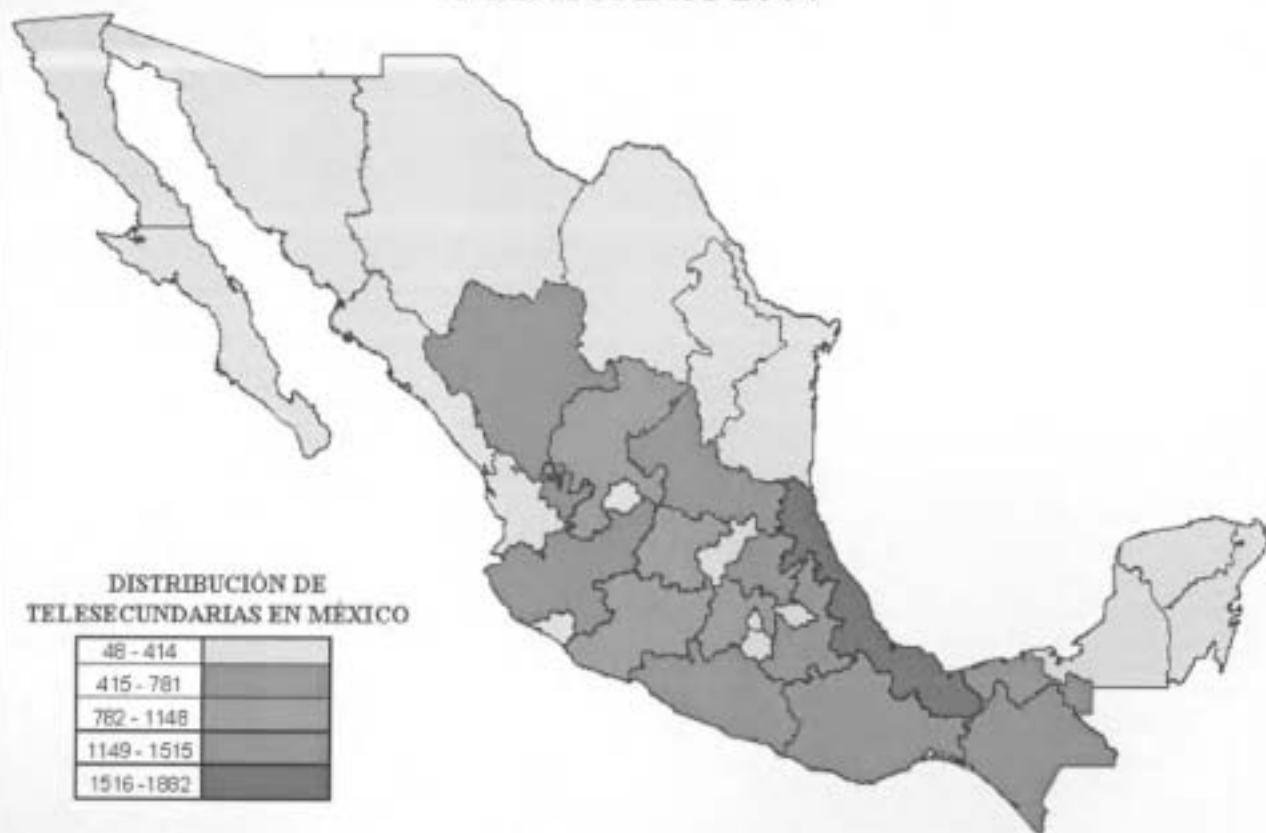 DISTRIBUCIÓN DE
TELESECUNDARIAS EN MÉXICO
48 - 414
415 - 781
782 - 1148
1149 - 1515
1516 -1882